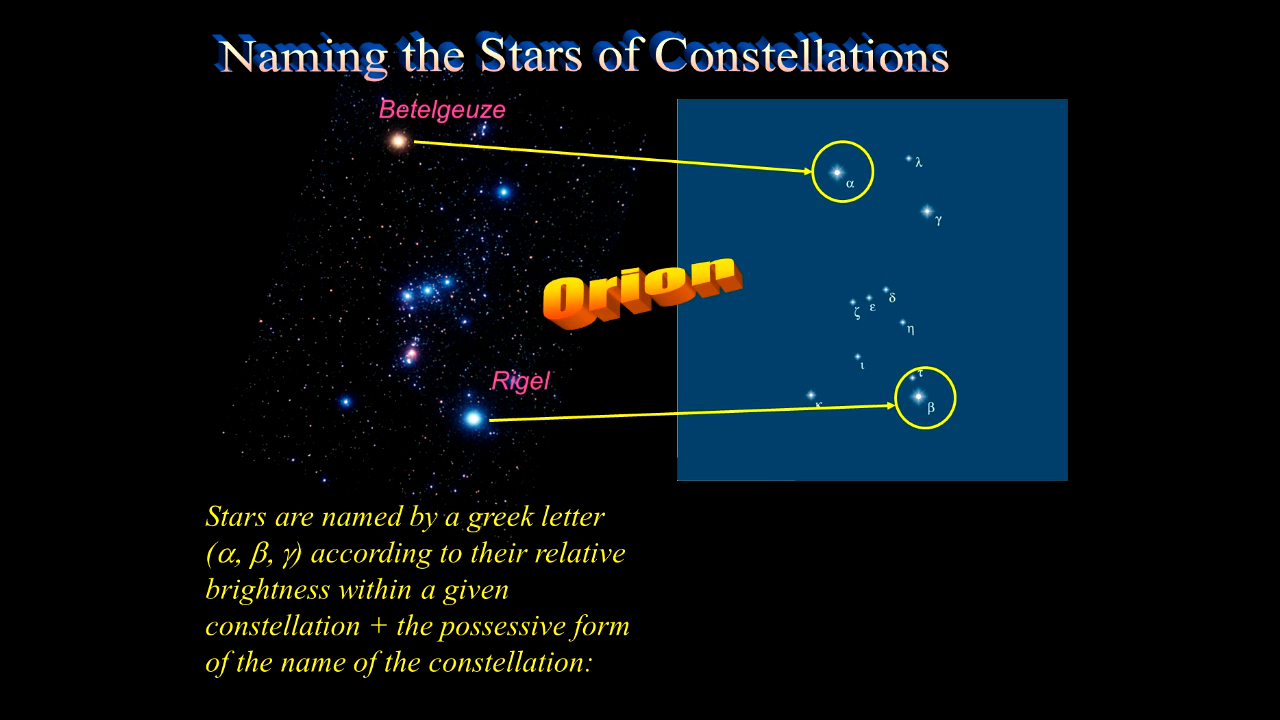 Naming the Stars of Constellations
Betelgeuze
λ
α
γ
Orion
δ
ε
ζ
η
ι
Rigel
τ
κ
β
Stars are named by a greek letter
(α, β, γ) according to their relative
brightness within a given
constellation + the possessive form
of the name of the constellation: